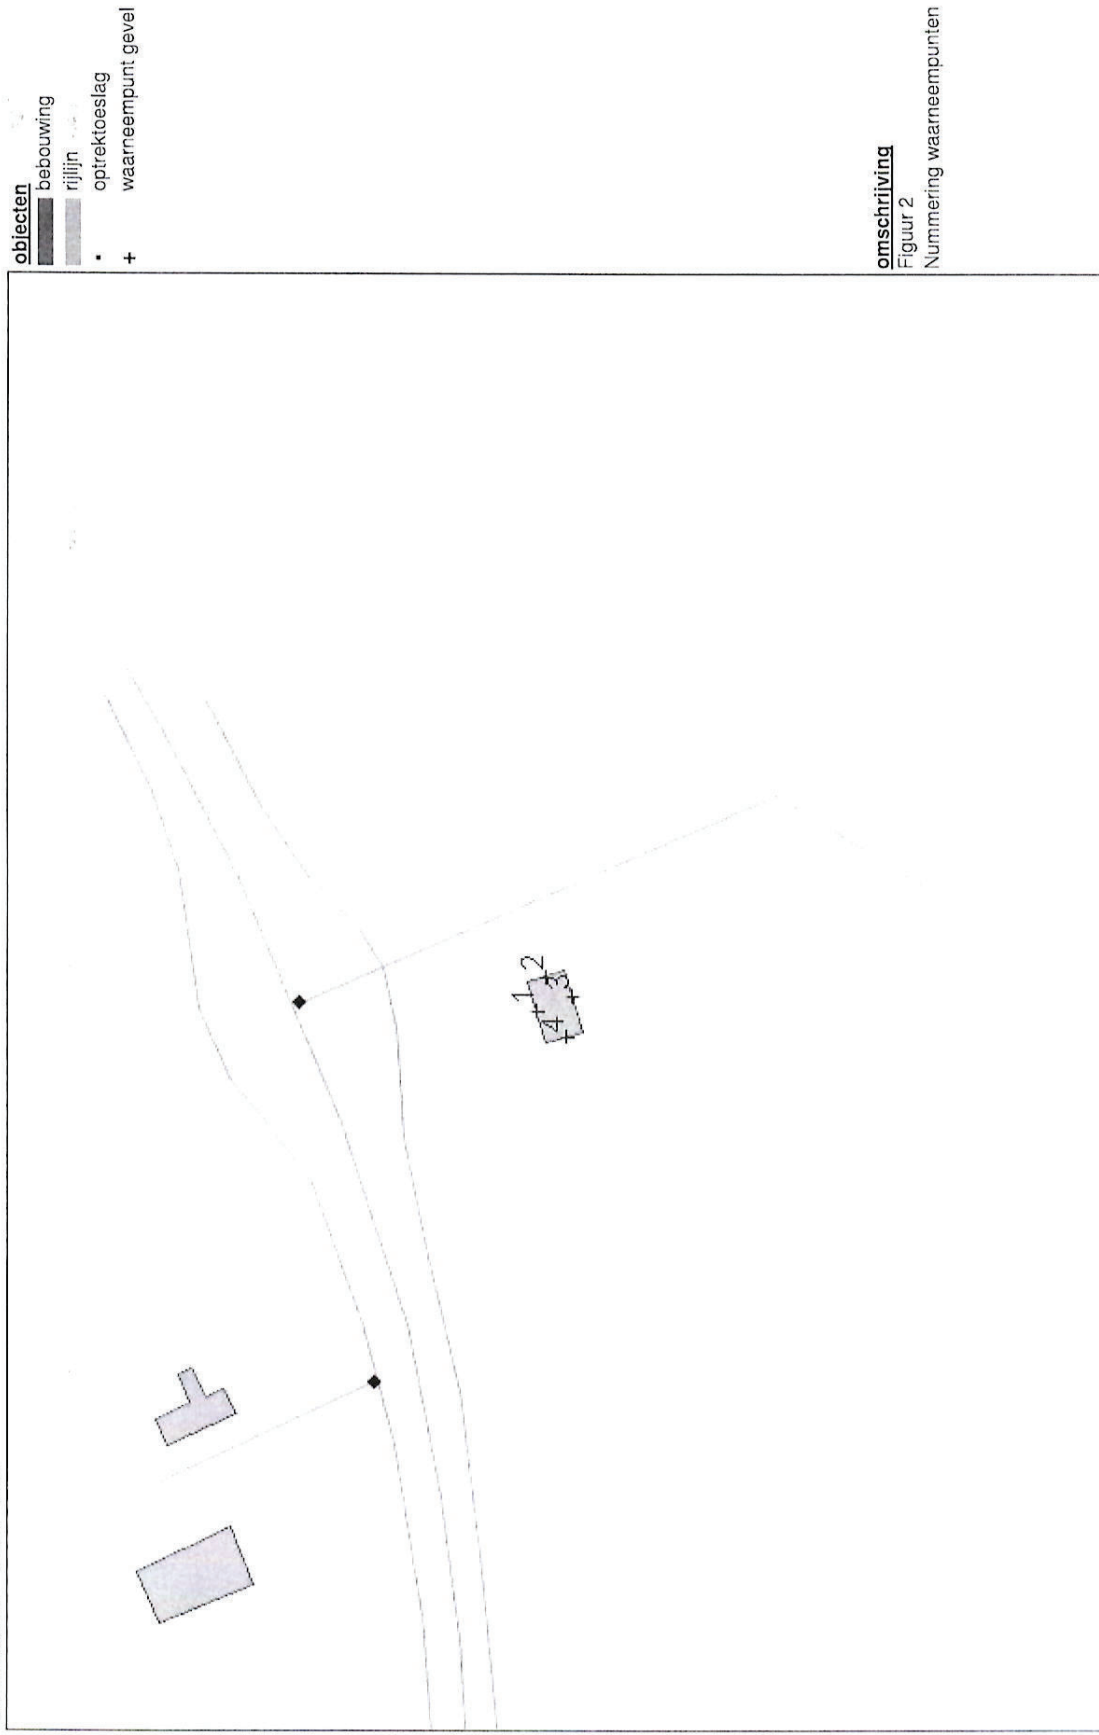 objecten
bebouwing
rijlijn
optrektoeslag
waarneempunt gevel
omschrijving
Figuur 2
Nummering waarneempunten
1
2
3
4